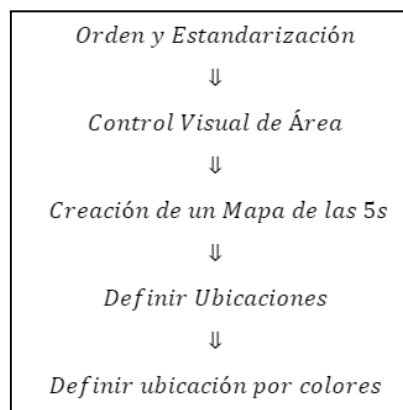 Orden y Estandarización
⇓
Control Visual de Área
⇓
Creación de un Mapa de las 5s
⇓
Definir Ubicaciones
⇓
Definir ubicación por colores